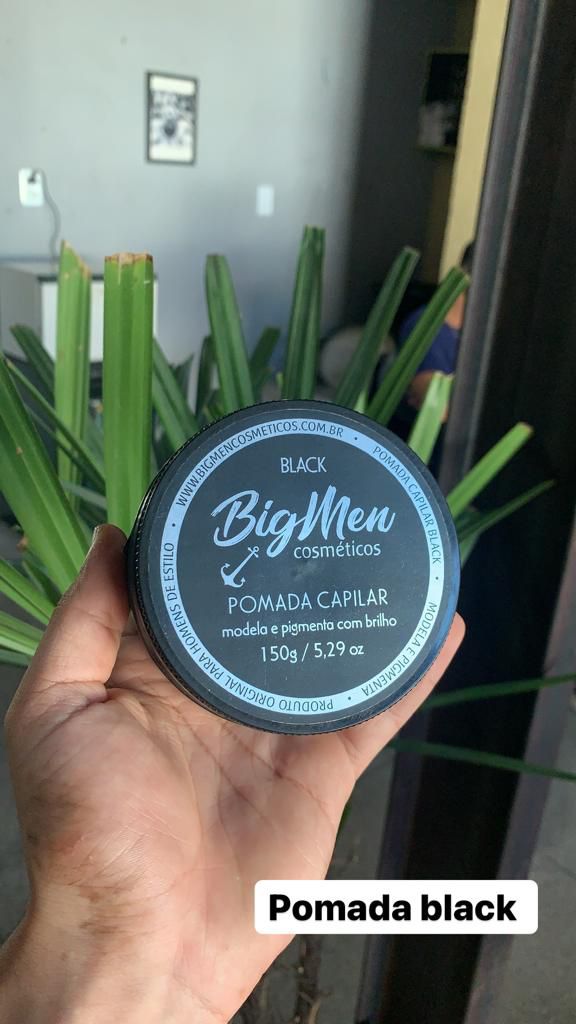 WWW.BIGMENCOSMETICOS.COM.BR • POMADA CAPILAR BLACK • MODELA E PIGMENTA • PRODUTO ORIGINAL PARA HOMENS DE ESTILO •
BLACK
BigMen
cosméticos
POMADA CAPILAR
modela e pigmenta com brilho
150g / 5,29 oz
Pomada black